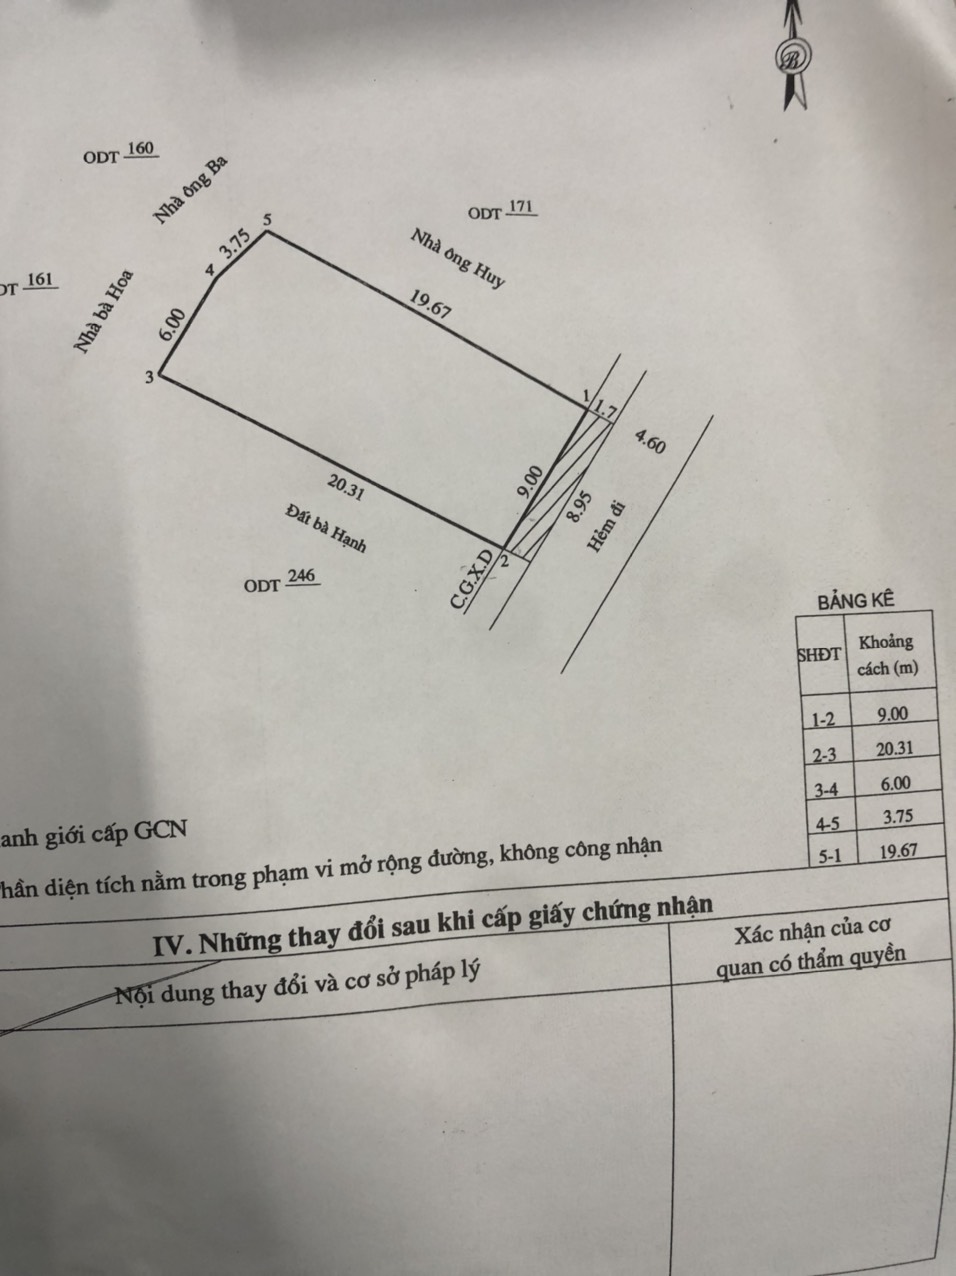 B
ODT 160
Nhà ông Ba
ODT 171
Nhà ông Huy
161
Nhà bà Hoa
5
3.75
4
6.00
3
19.67
1
1.7
4.60
9.00
8.95
Hẻm đi
20.31
Đất bà Hạnh
2
C.G.X.D
ODT 246
BẢNG KÊ
SHĐT Khoảng cách (m)
1-2 9.00
2-3 20.31
3-4 6.00
4-5 3.75
5-1 19.67
anh giới cấp GCN
hần diện tích nằm trong phạm vi mở rộng đường, không công nhận
IV. Những thay đổi sau khi cấp giấy chứng nhận
Nội dung thay đổi và cơ sở pháp lý
Xác nhận của cơ
quan có thẩm quyền